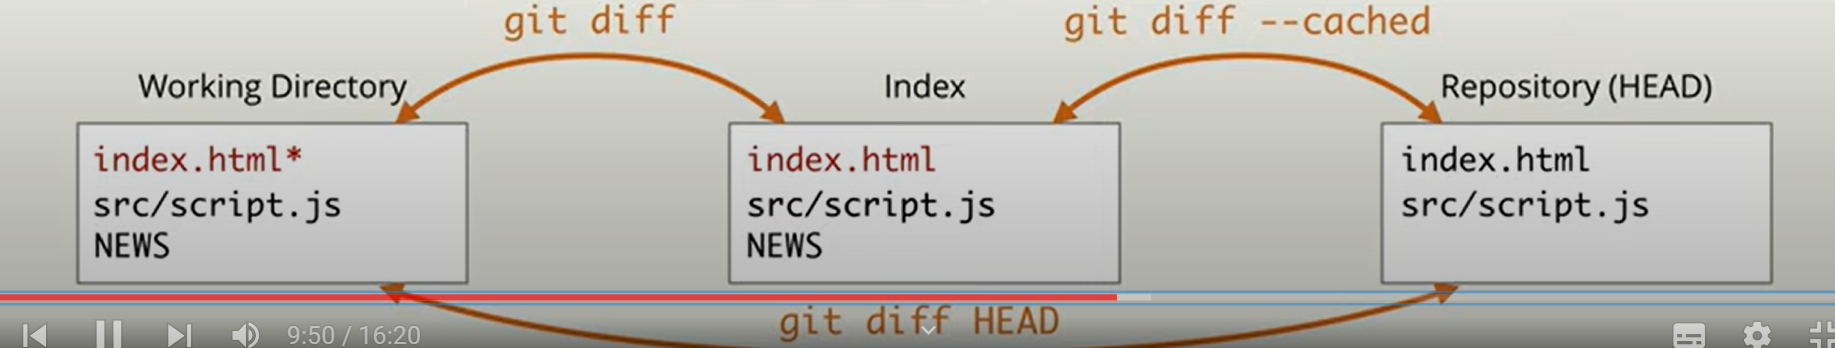 git diff
git diff --cached
Working Directory
Index
Repository (HEAD)
index.html*
src/script.js
NEWS
index.html
src/script.js
NEWS
index.html
src/script.js
git diff HEAD
9:50 / 16:20